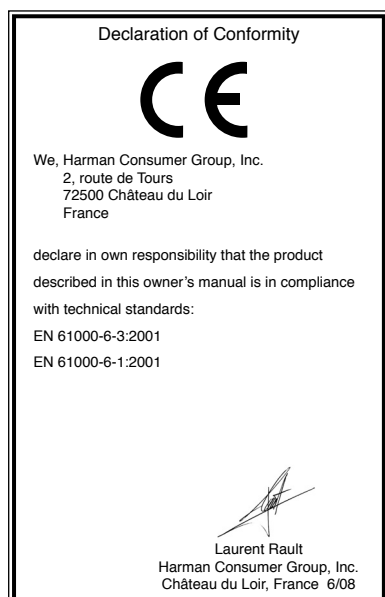 Declaration of Conformity
CE
We, Harman Consumer Group, Inc.
2, route de Tours
72500 Château du Loir
France
declare in own responsibility that the product
described in this owner’s manual is in compliance
with technical standards:
EN 61000-6-3:2001
EN 61000-6-1:2001
Laurent Rault
Harman Consumer Group, Inc.
Château du Loir, France 6/08